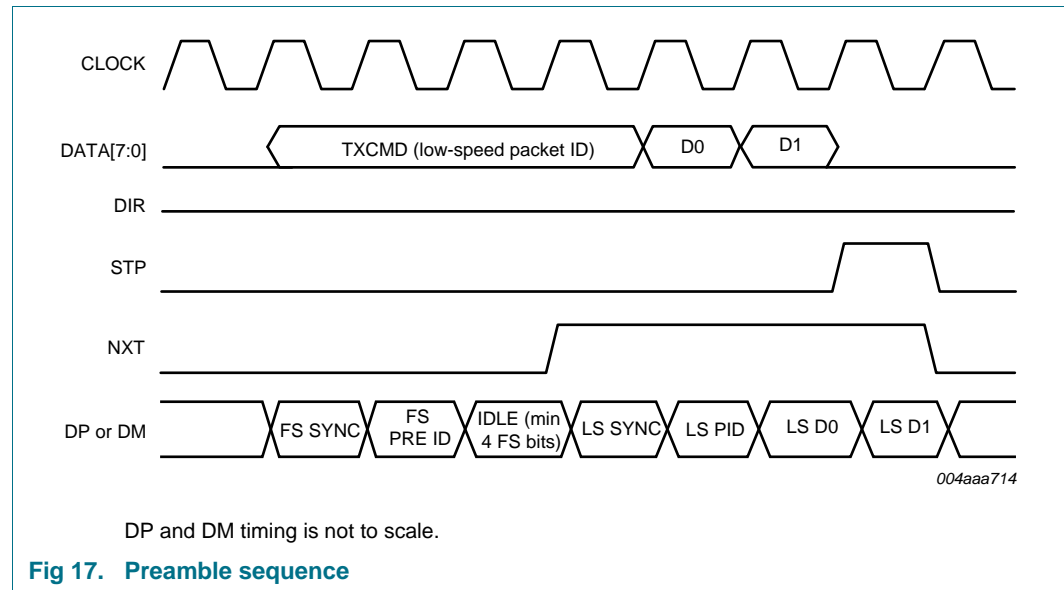 CLOCK
DATA[7:0]
TXCMD (low-speed packet ID)
D0
D1
DIR
STP
NXT
DP or DM
FS SYNC
FS
PRE ID
IDLE (min
4 FS bits)
LS SYNC
LS PID
LS D0
LS D1
004aaa714
DP and DM timing is not to scale.
Fig 17. Preamble sequence